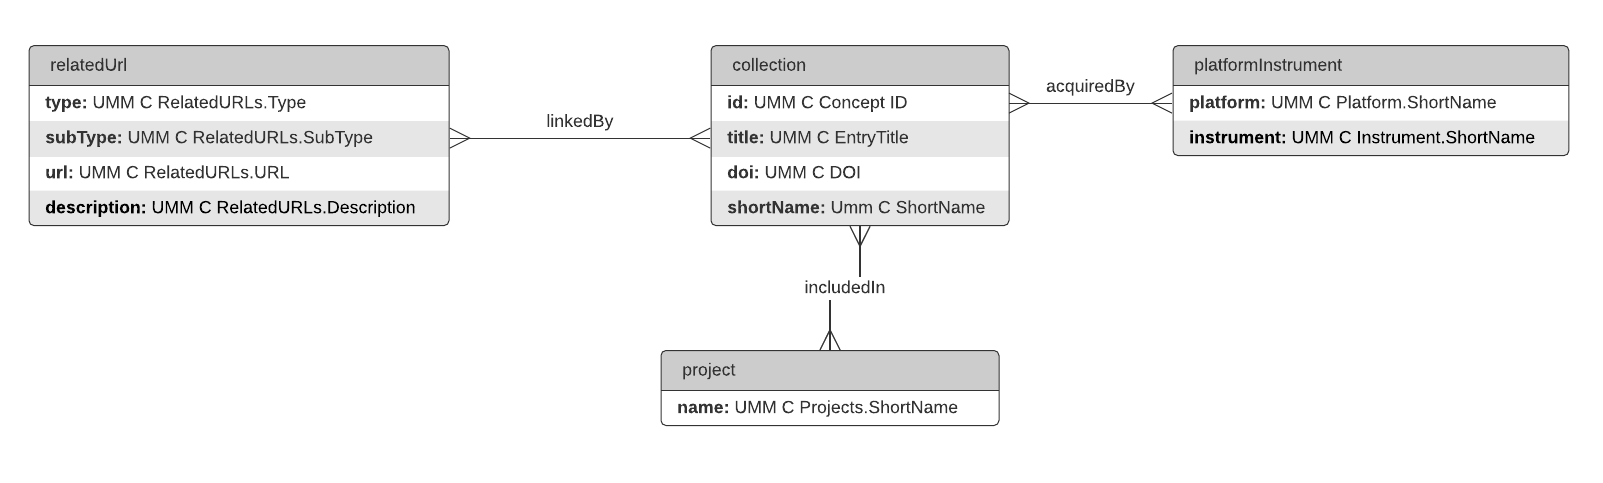 relatedUrl
type: UMM C RelatedURLs.Type
subType: UMM C RelatedURLs.SubType
url: UMM C RelatedURLs.URL
description: UMM C RelatedURLs.Description
linkedBy
collection
id: UMM C Concept ID
title: UMM C EntryTitle
doi: UMM C DOI
shortName: Umm C ShortName
acquiredBy
platformInstrument
platform: UMM C Platform.ShortName
instrument: UMM C Instrument.ShortName
includedIn
project
name: UMM C Projects.ShortName